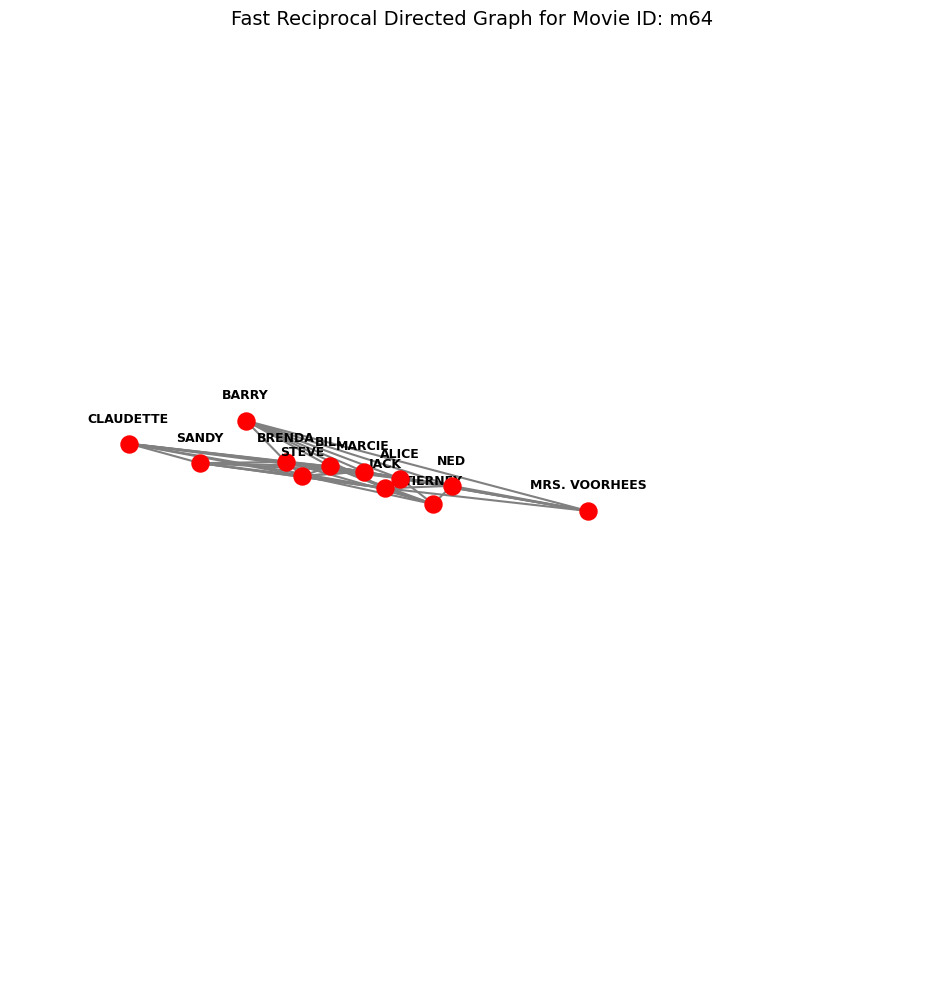 Fast Reciprocal Directed Graph for Movie ID: m64
BARRY
CLAUDETTE
SANDY
BRENDA
BILL
MARCIE
STEVE
ALICE
JACK
NED
TIERNEY
MRS. VOORHEES